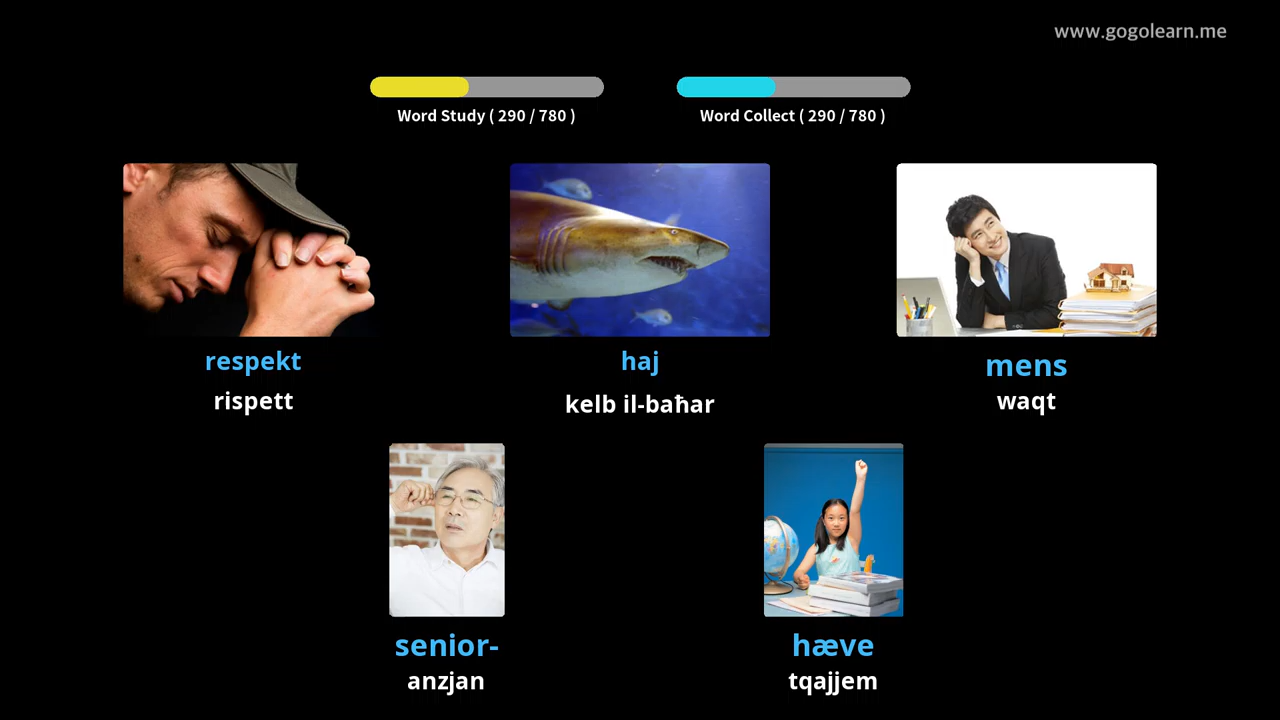 www.gogolearn.me
Word Study ( 290 / 780 )
Word Collect ( 290 / 780 )
respekt
rispett
haj
kelb il-baħar
mens
waqt
senior-
anzjan
hæve
tqajjem